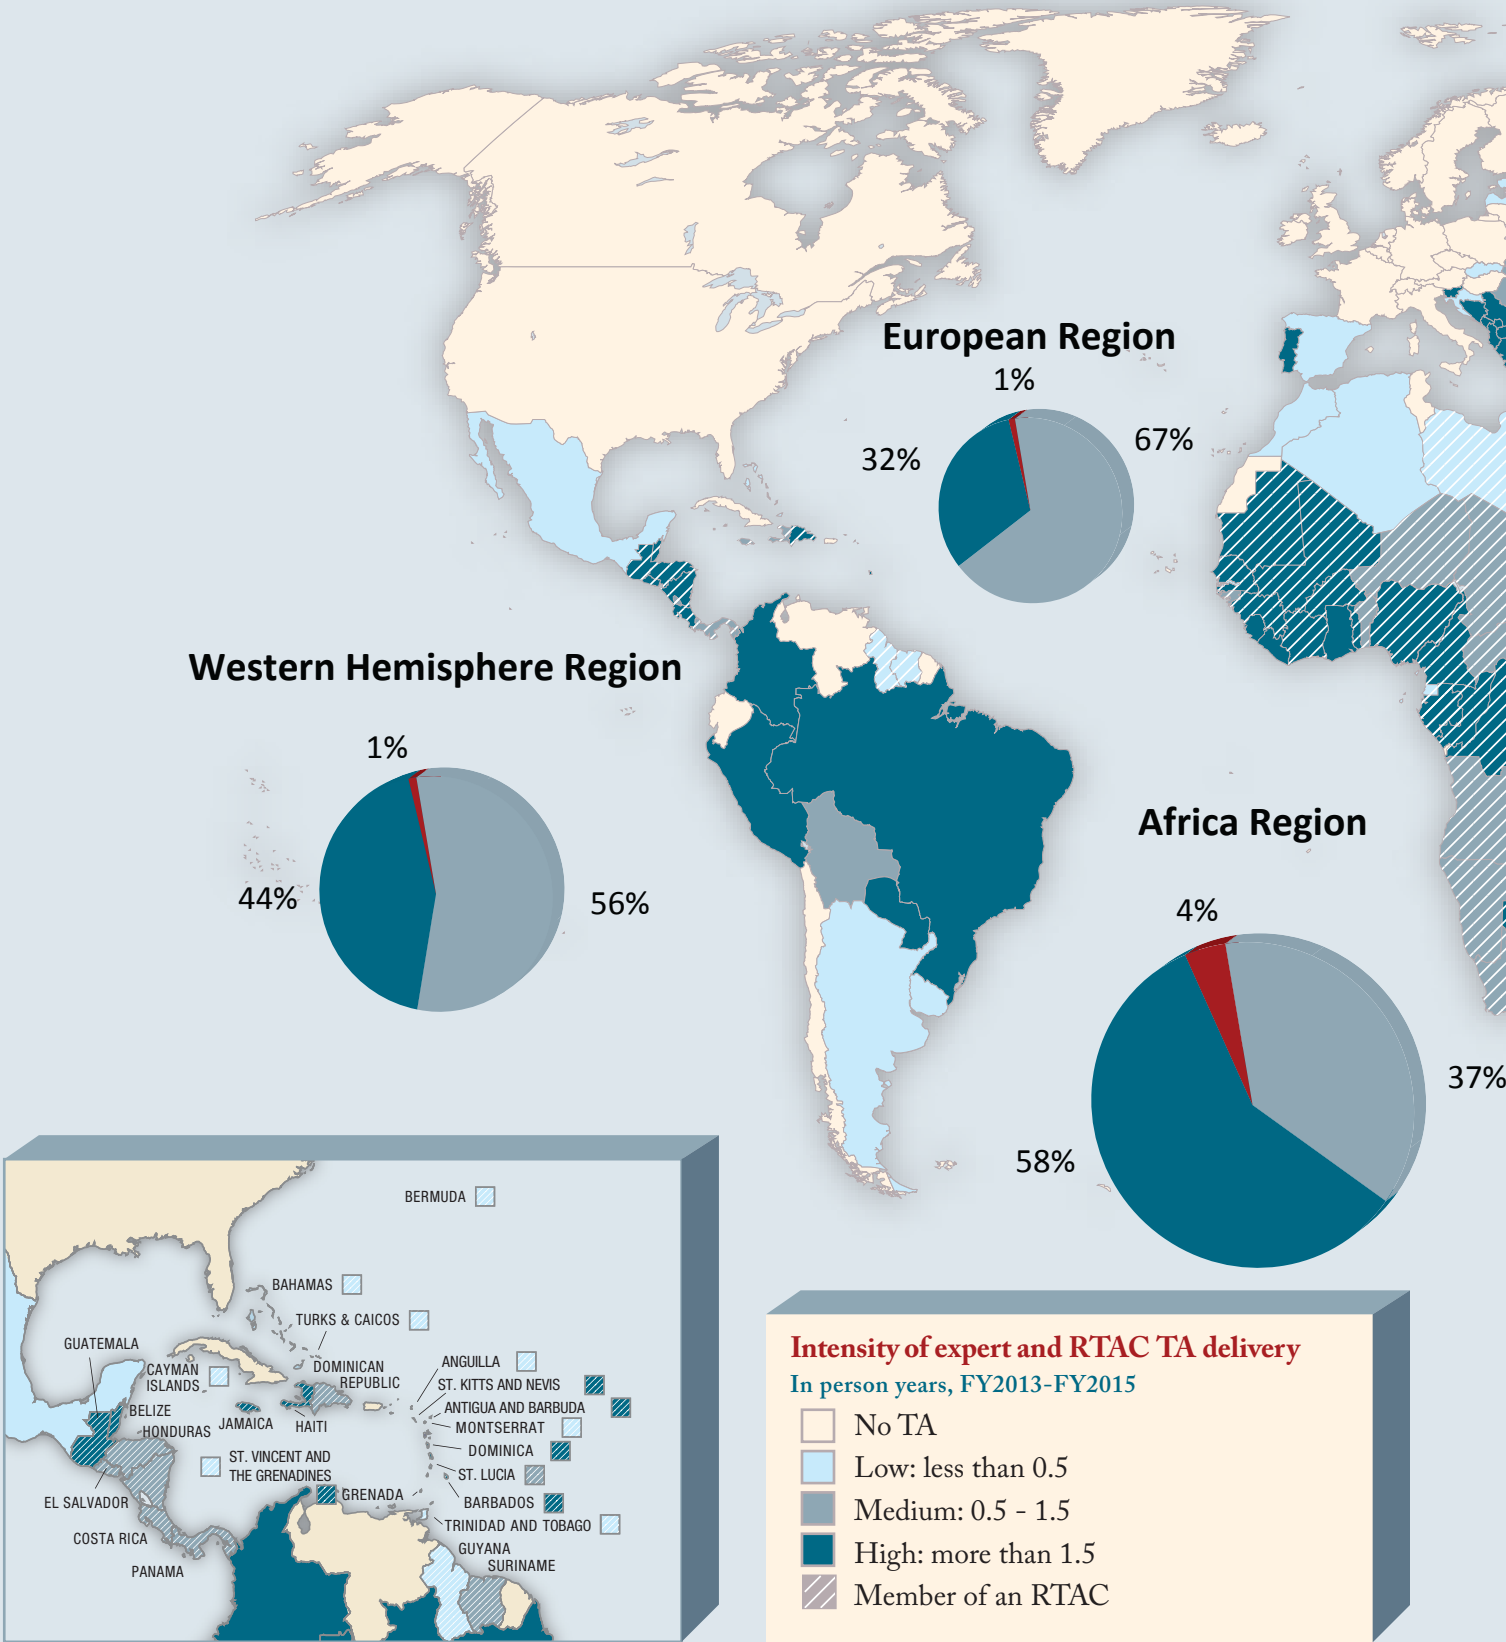 European Region
1%
67%
32%
Western Hemisphere Region
1%
44%
56%
Africa Region
4%
37%
58%
BERMUDA
BAHAMAS
TURKS & CAICOS
GUATEMALA
CAYMAN
ISLANDS
DOMINICAN
REPUBLIC
ANGUILLA
ST. KITTS AND NEVIS
ANTIGUA AND BARBUDA
BELIZE
JAMAICA
HAITI
MONTSERRAT
HONDURAS
DOMINICA
ST. VINCENT AND
THE GRENADINES
ST. LUCIA
EL SALVADOR
GRENADA
BARBADOS
TRINIDAD AND TOBAGO
COSTA RICA
GUYANA
SURINAME
PANAMA
Intensity of expert and RTAC TA delivery
In person years, FY2013-FY2015
No TA
Low: less than 0.5
Medium: 0.5 - 1.5
High: more than 1.5
Member of an RTAC